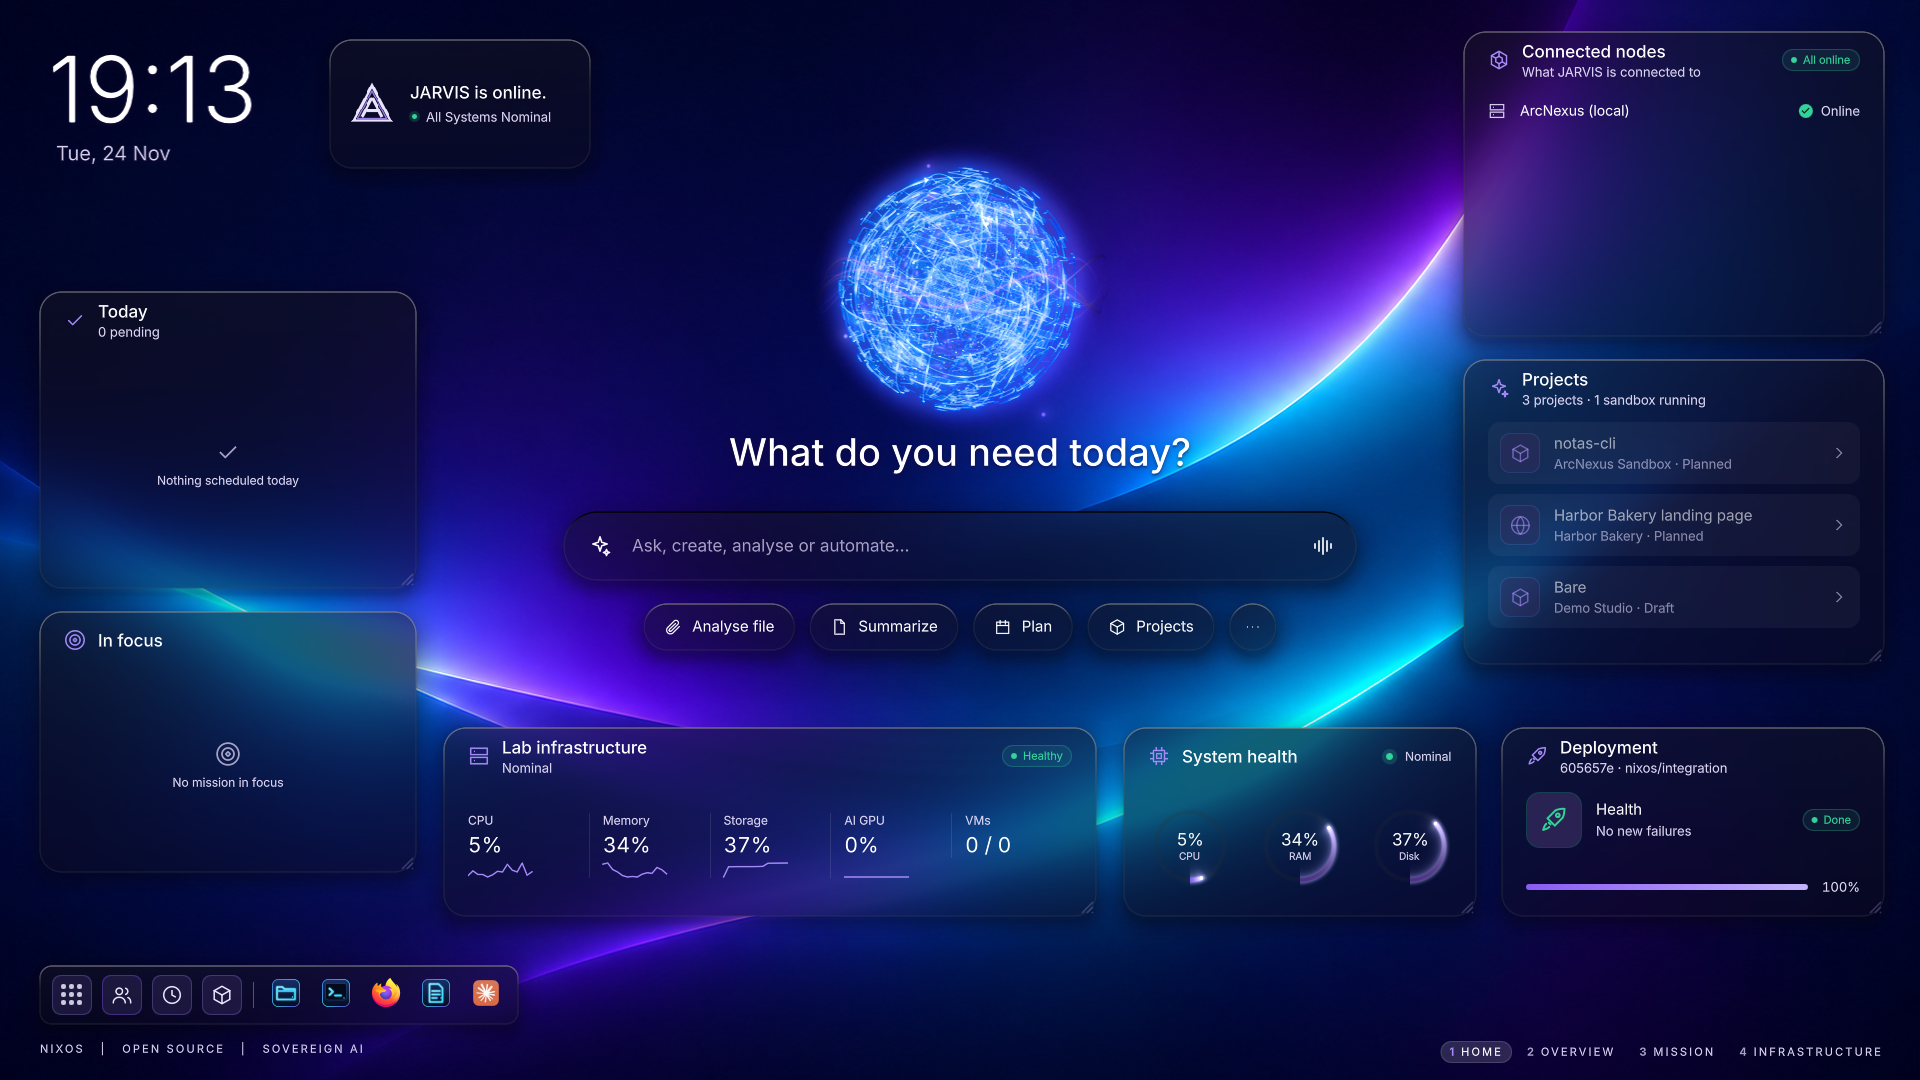 19:13
Tue, 24 Nov
JARVIS is online.
All Systems Nominal
Connected nodes
What JARVIS is connected to
All online
ArcNexus (local)
Online
Today
0 pending
Nothing scheduled today
What do you need today?
Ask, create, analyse or automate...
Analyse file
Summarize
Plan
Projects
...
Projects
3 projects · 1 sandbox running
notas-cli
ArcNexus Sandbox · Planned
Harbor Bakery landing page
Harbor Bakery · Planned
Bare
Demo Studio · Draft
In focus
No mission in focus
Lab infrastructure
Nominal
Healthy
CPU
5%
Memory
34%
Storage
37%
AI GPU
0%
VMs
0 / 0
System health
Nominal
5%
CPU
34%
RAM
37%
Disk
Deployment
605657e · nixos/integration
Health
No new failures
Done
100%
NIXOS | OPEN SOURCE | SOVEREIGN AI
1 HOME 2 OVERVIEW 3 MISSION 4 INFRASTRUCTURE